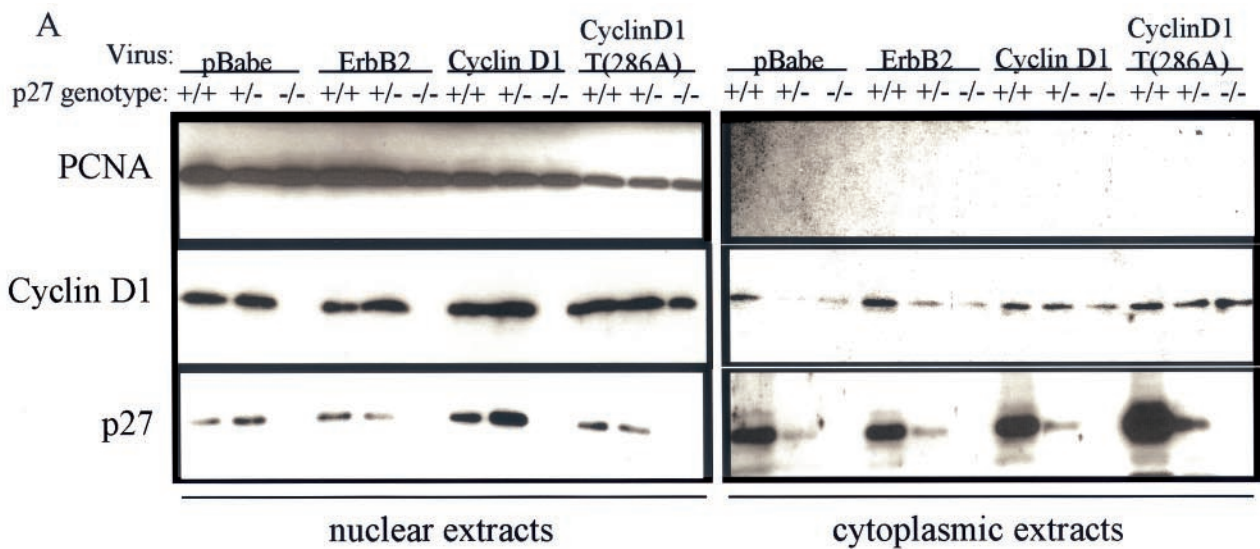 A
CyclinD1 CyclinD1
Virus: pBabe ErbB2 Cyclin D1 T(286A) pBabe ErbB2 Cyclin D1 T(286A)
p27 genotype: +/+ +/- -/- +/+ +/- -/- +/+ +/- -/- +/+ +/- -/- +/+ +/- -/- +/+ +/- -/- +/+ +/- -/- +/+ +/- -/-
PCNA
Cyclin D1
p27
nuclear extracts cytoplasmic extracts